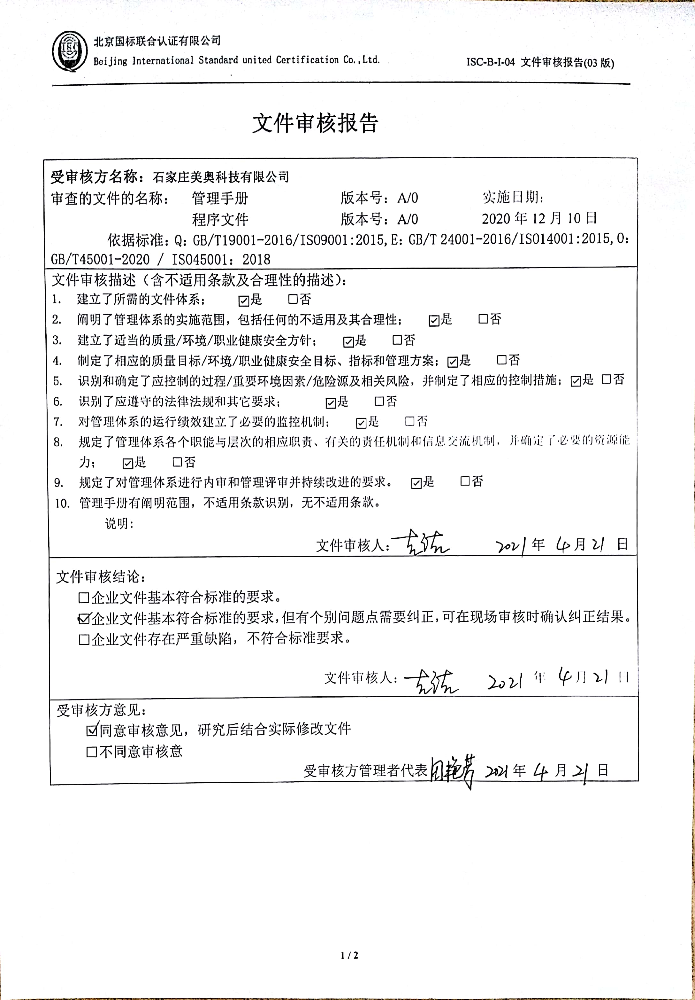 ISC
北京国标联合认证有限公司
Beijing International Standard united Certification Co.,Ltd.
ISC-B-I-04 文件审核报告(03 版)
文件审核报告
受审核方名称：石家庄美奥科技有限公司
审查的文件的名称： 管理手册 版本号：A/0 实施日期：
程序文件 版本号：A/0 2020 年 12 月 10 日
依据标准：Q：GB/T19001-2016/ISO9001:2015,E：GB/T 24001-2016/ISO14001:2015,O：
GB/T45001-2020 / ISO45001：2018
文件审核描述（含不适用条款及合理性的描述）：
1. 建立了所需的文件体系； ☑是 □否
2. 阐明了管理体系的实施范围，包括任何的不适用及其合理性； ☑是 □否
3. 建立了适当的质量/环境/职业健康安全方针； ☑是 □否
4. 制定了相应的质量目标/环境/职业健康安全目标、指标和管理方案；☑是 □否
5. 识别和确定了应控制的过程/重要环境因素/危险源及相关风险，并制定了相应的控制措施；☑是 □否
6. 识别了应遵守的法律法规和其它要求； ☑是 □否
7. 对管理体系的运行绩效建立了必要的监控机制； ☑是 □否
8. 规定了管理体系各个职能与层次的相应职责、有关的责任机制和信息交流机制，并确定了必要的资源能
力； ☑是 □否
9. 规定了对管理体系进行内审和管理评审并持续改进的要求。 ☑是 □否
10. 管理手册有阐明范围，不适用条款识别，无不适用条款。
说明：
文件审核人： 2021 年 4 月 21 日
文件审核结论：
□企业文件基本符合标准的要求。
☑企业文件基本符合标准的要求,但有个别问题点需要纠正,可在现场审核时确认纠正结果。
□企业文件存在严重缺陷，不符合标准要求。
文件审核人： 2021 年 4 月 21 日
受审核方意见：
☑同意审核意见，研究后结合实际修改文件
□不同意审核意
受审核方管理者代表 2021 年 4 月 21 日
1 / 2